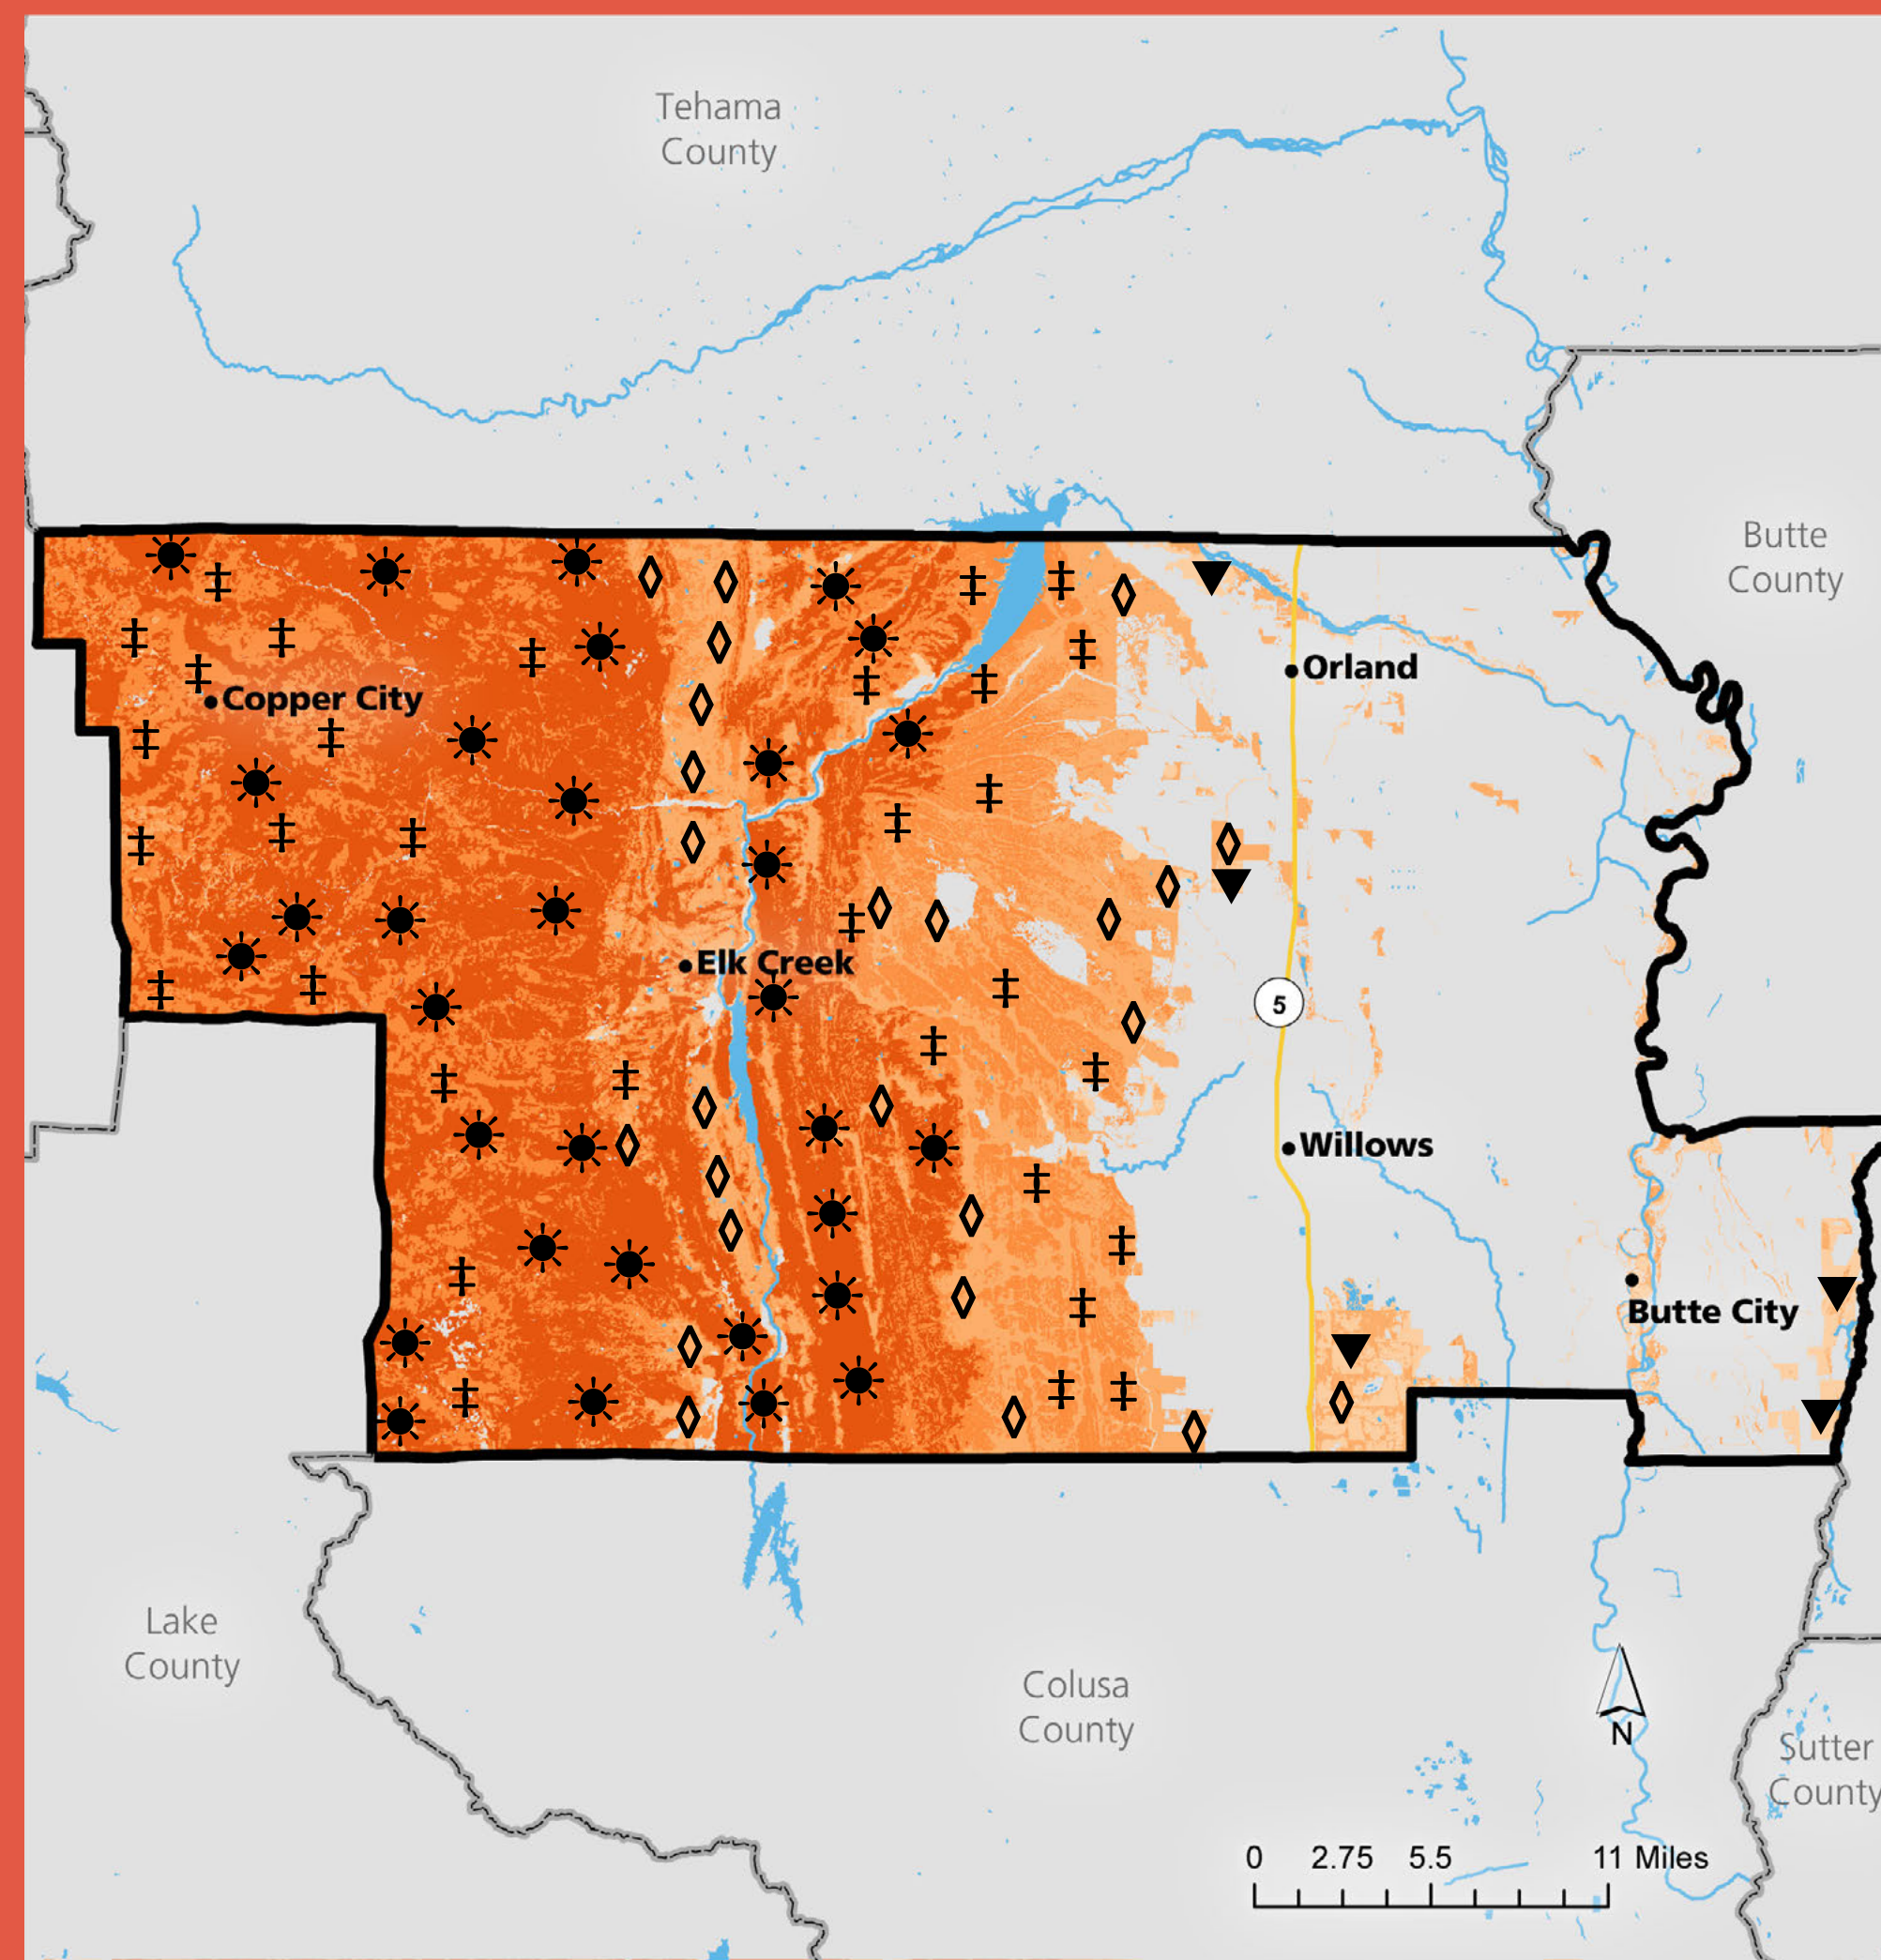 Tehama
County
Butte
County
Orland
Copper City
Elk Creek
5
Willows
Butte City
Lake
County
Colusa
County
N
Sutter
County
0 2.75 5.5 11 Miles